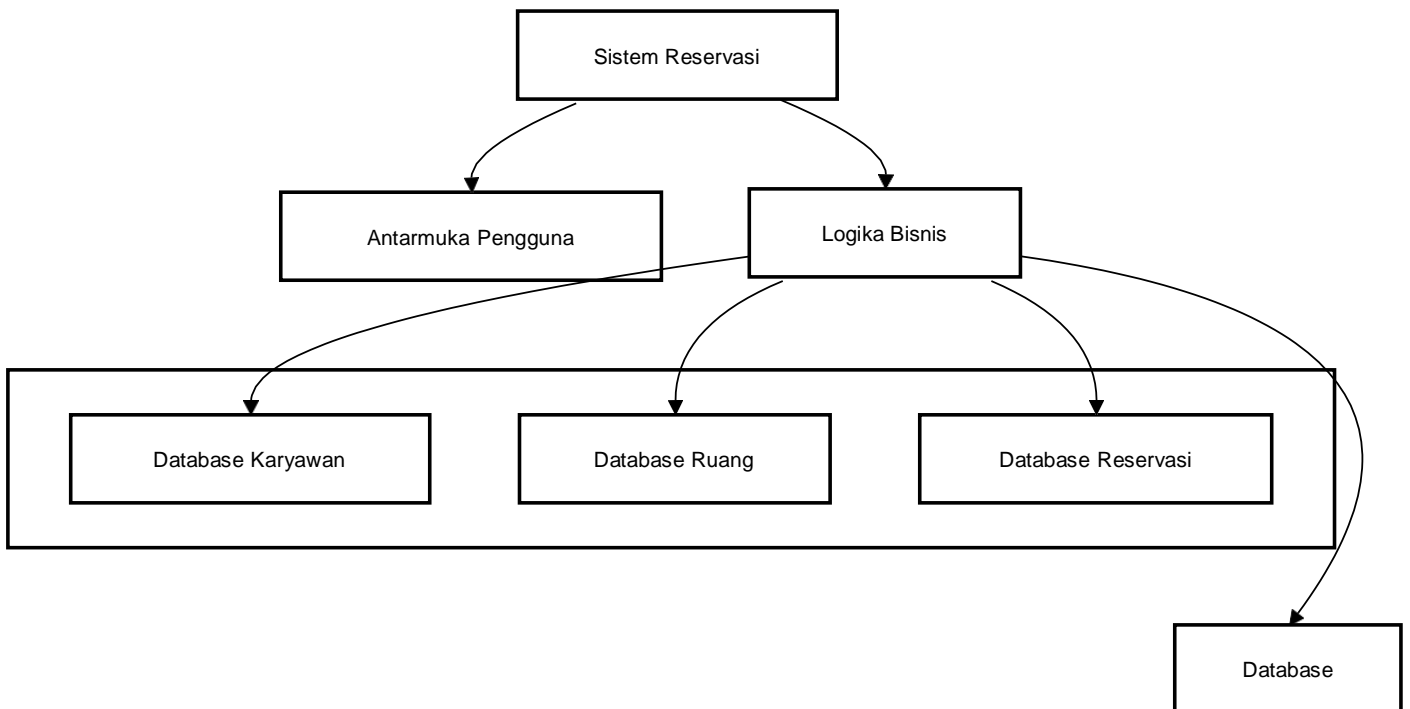 Sistem Reservasi
Antarmuka Pengguna
Logika Bisnis
Database Karyawan
Database Ruang
Database Reservasi
Database